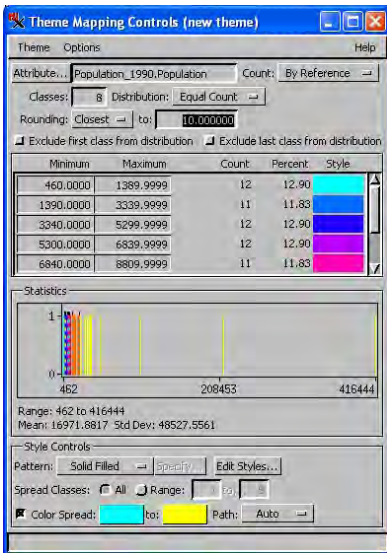 Theme Mapping Controls (new theme)
Theme Options Help
Attribute... Population_1990.Population Count: By Reference
Classes: 8 Distribution: Equal Count
Rounding: Closest to: 10.000000
Exclude first class from distribution Exclude last class from distribution
Minimum Maximum Count Percent Style
460.0000 1389.9999 12 12.90
1390.0000 3339.9999 11 11.83
3340.0000 5299.9999 12 12.90
5300.0000 6839.9999 12 12.90
6840.0000 8809.9999 11 11.83
Statistics
1
0
462 208453 416444
Range: 462 to 416444
Mean: 16971.8817 Std Dev: 48527.5561
Style Controls
Pattern: Solid Filled Specify... Edit Styles...
Spread Classes: All Range: to:
Color Spread: to: Path: Auto